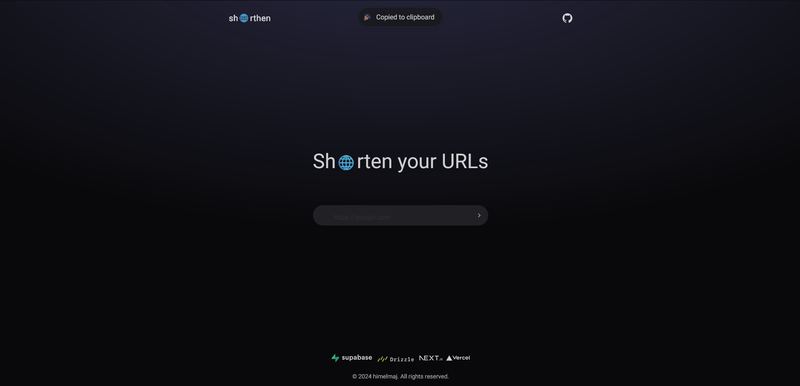 sh🌐rthen
🎉 Copied to clipboard
Sh🌐rten your URLs
supabase Drizzle NEXT.JS Vercel
© 2024 himelmaj. All rights reserved.